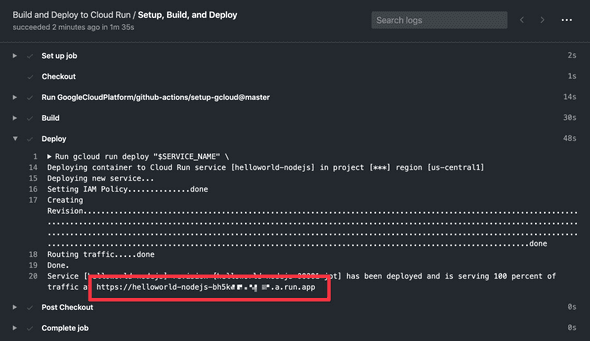 Build and Deploy to Cloud Run / Setup, Build, and Deploy
succeeded 2 minutes ago in 1m 35s
Search logs
Set up job 2s
Checkout 1s
Run GoogleCloudPlatform/github-actions/setup-gcloud@master 14s
Build 30s
Deploy 48s
1 Run gcloud run deploy "$SERVICE_NAME" \
14 Deploying container to Cloud Run service [helloworld-nodejs] in project [***] region [us-central1]
15 Deploying new service...
16 Setting IAM Policy..............done
17 Creating
Revision...................................................................................
................................................................................................
................................................................................................
.......................................................................................done
18 Routing traffic.....done
19 Done.
20 Service [helloworld-nodejs] revision has been deployed and is serving 100 percent of
traffic https://helloworld-nodejs-bh5k .a.run.app
Post Checkout 0s
Complete job 0s